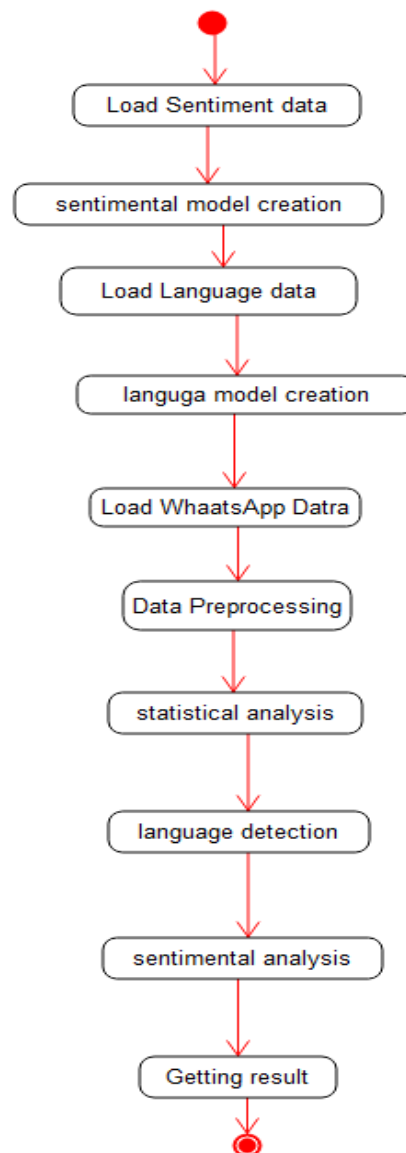 Load Sentiment data
sentimental model creation
Load Language data
languga model creation
Load WhaatsApp Datra
Data Preprocessing
statistical analysis
language detection
sentimental analysis
Getting result